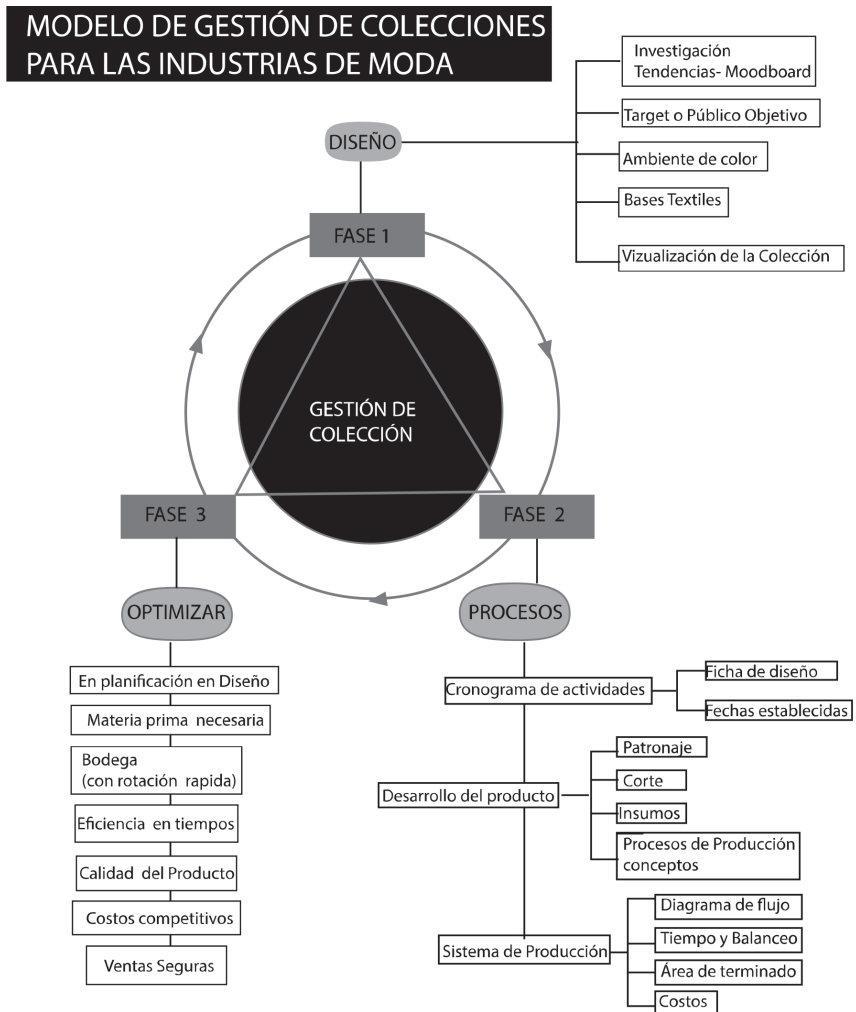 MODELO DE GESTIÓN DE COLECCIONES
PARA LAS INDUSTRIAS DE MODA
DISEÑO
Investigación
Tendencias- Moodboard
Target o Público Objetivo
Ambiente de color
Bases Textiles
Vizualización de la Colección
FASE 1
GESTIÓN DE
COLECCIÓN
FASE 3
FASE 2
OPTIMIZAR
En planificación en Diseño
Materia prima necesaria
Bodega
(con rotación rapida)
Eficiencia en tiempos
Calidad del Producto
Costos competitivos
Ventas Seguras
PROCESOS
Cronograma de actividades
Ficha de diseño
Fechas establecidas
Desarrollo del producto
Patronaje
Corte
Insumos
Procesos de Producción
conceptos
Sistema de Producción
Diagrama de flujo
Tiempo y Balanceo
Área de terminado
Costos